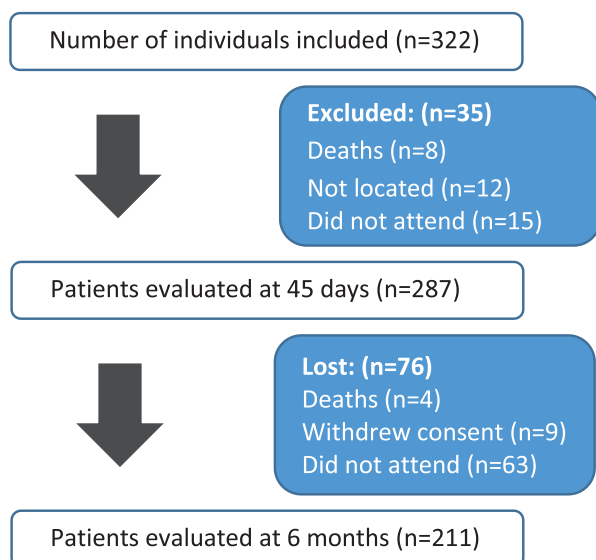 Number of individuals included (n=322)
Excluded: (n=35)
Deaths (n=8)
Not located (n=12)
Did not attend (n=15)
Patients evaluated at 45 days (n=287)
Lost: (n=76)
Deaths (n=4)
Withdrew consent (n=9)
Did not attend (n=63)
Patients evaluated at 6 months (n=211)